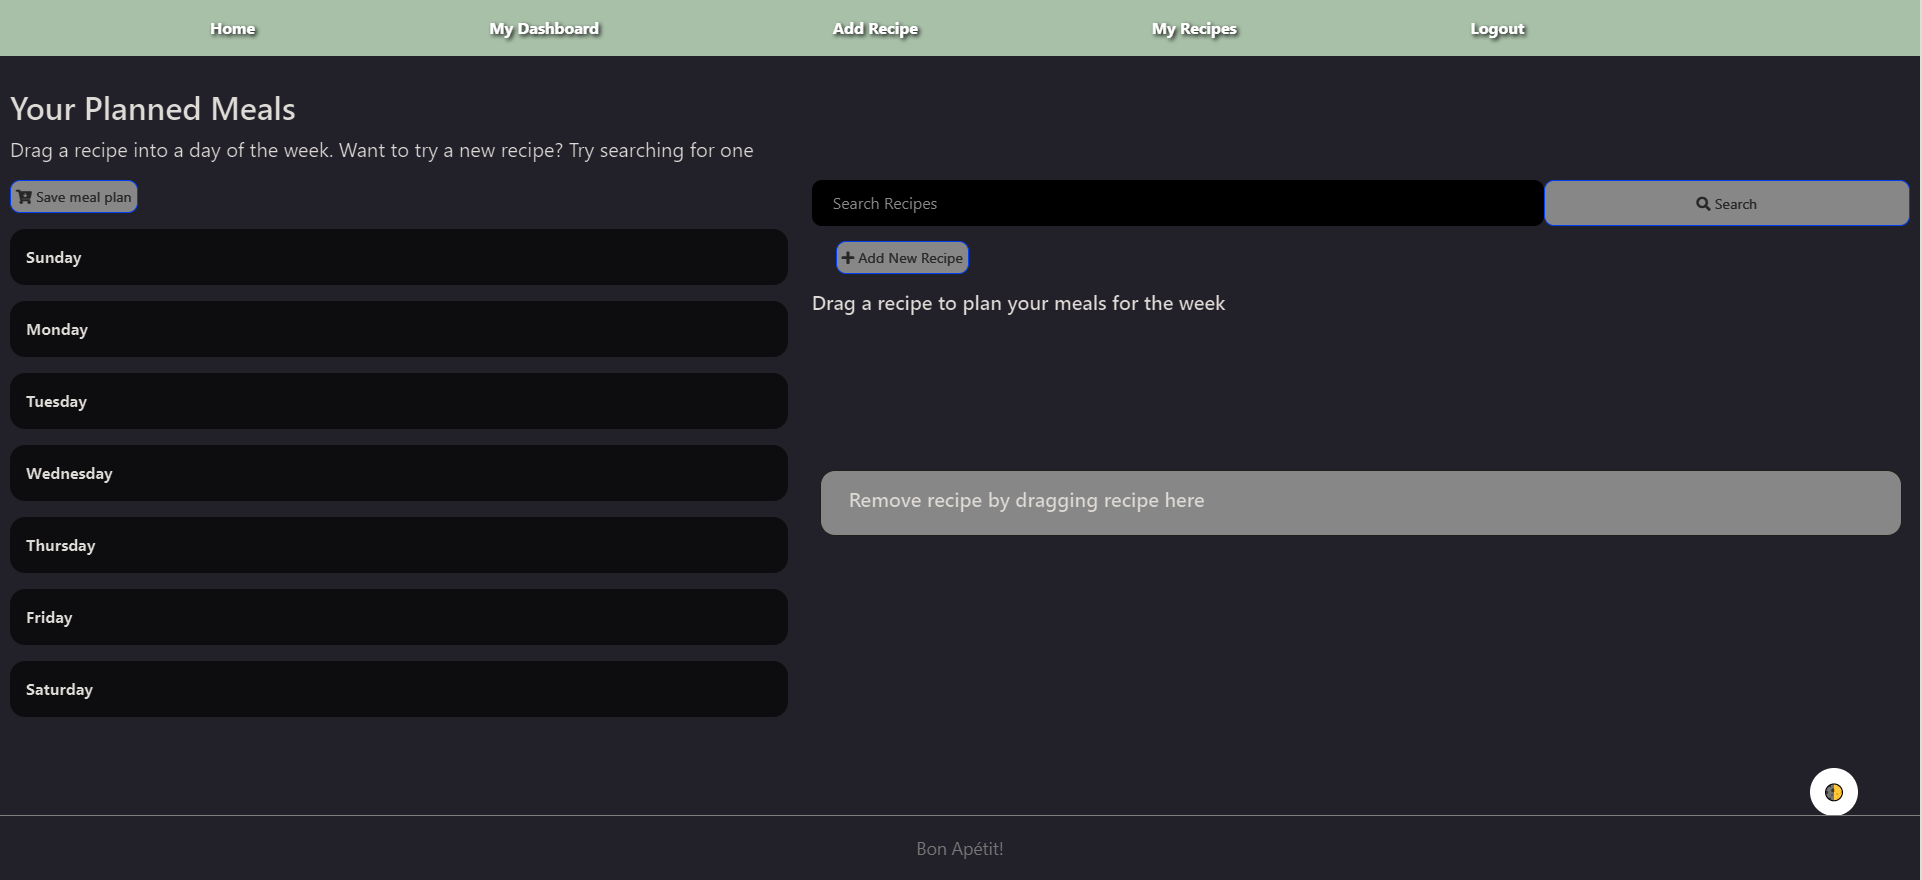 Home
My Dashboard
Add Recipe
My Recipes
Logout
Your Planned Meals
Drag a recipe into a day of the week. Want to try a new recipe? Try searching for one
Save meal plan
Sunday
Monday
Tuesday
Wednesday
Thursday
Friday
Saturday
Search Recipes
Search
Add New Recipe
Drag a recipe to plan your meals for the week
Remove recipe by dragging recipe here
Bon Apétit!